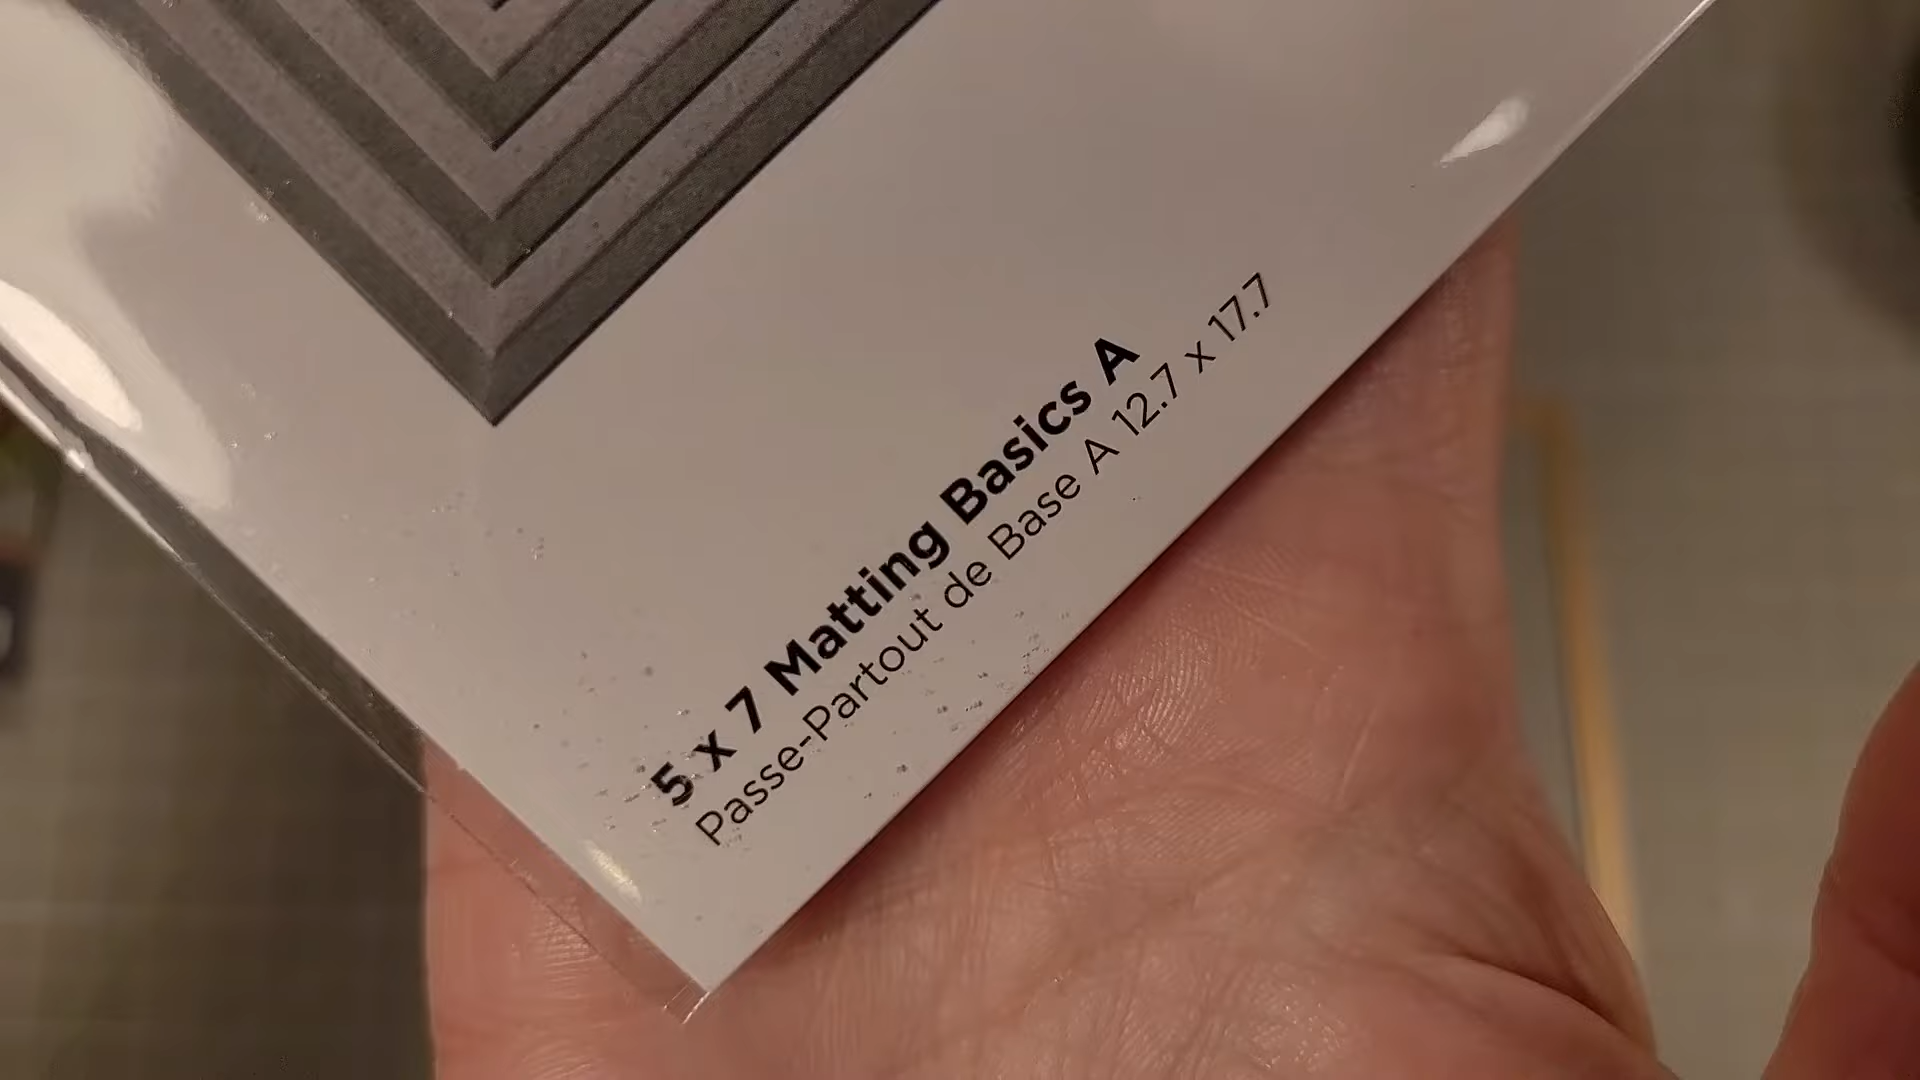 5 x 7 Matting Basics A
Passe-Partout de Base A 12.7 x 17.7